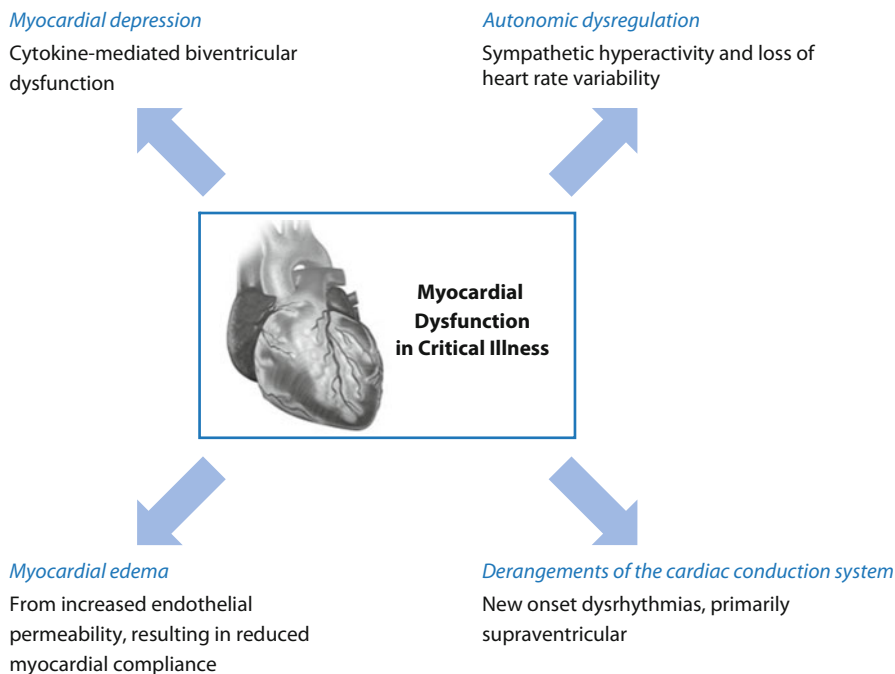 Myocardial depression
Cytokine-mediated biventricular
dysfunction
Autonomic dysregulation
Sympathetic hyperactivity and loss of
heart rate variability
Myocardial
Dysfunction
in Critical Illness
Myocardial edema
From increased endothelial
permeability, resulting in reduced
myocardial compliance
Derangements of the cardiac conduction system
New onset dysrhythmias, primarily
supraventricular